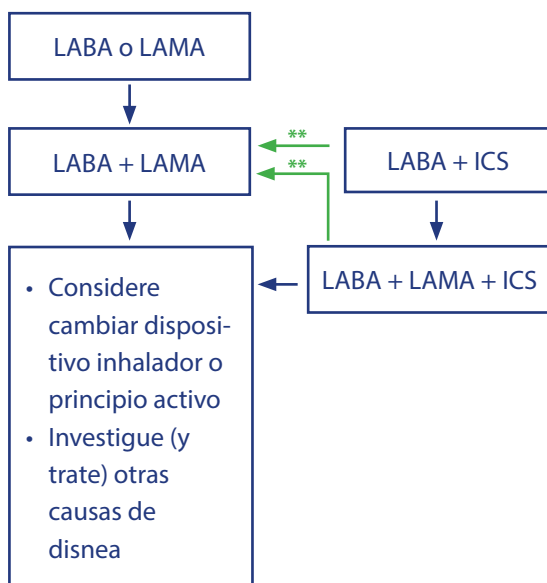 LABA o LAMA
**
LABA + LAMA
LABA + ICS
**
LABA + LAMA + ICS
• Considere
cambiar disposi-
tivo inhalador o
principio activo
• Investigue (y
trate) otras
causas de
disnea